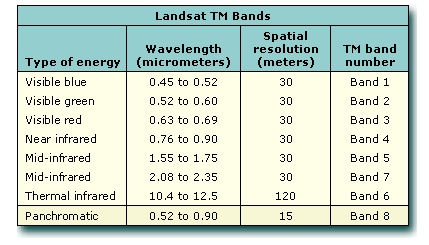 Landsat TM Bands
Type of energy Wavelength (micrometers) Spatial resolution (meters) TM band number
Visible blue 0.45 to 0.52 30 Band 1
Visible green 0.52 to 0.60 30 Band 2
Visible red 0.63 to 0.69 30 Band 3
Near infrared 0.76 to 0.90 30 Band 4
Mid-infrared 1.55 to 1.75 30 Band 5
Mid-infrared 2.08 to 2.35 30 Band 7
Thermal infrared 10.4 to 12.5 120 Band 6
Panchromatic 0.52 to 0.90 15 Band 8